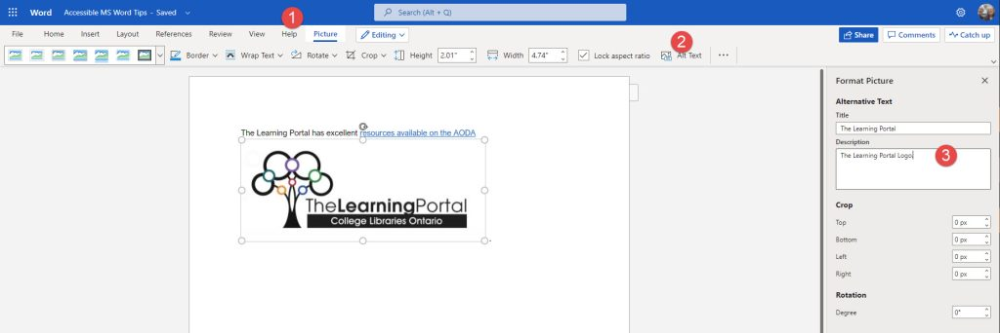 Word Accessible MS Word Tips - Saved Search (Alt + Q)
1
File Home Insert Layout References Review View Help Picture Editing Share Comments Catch up
2
Border Wrap Text Rotate Crop Height 2.01" Width 4.74" Lock aspect ratio Alt Text ...
Format Picture
Alternative Text
Title
The Learning Portal
Description
The Learning Portal Logo
3
Crop
Top 0 px
Bottom 0 px
Left 0 px
Right 0 px
Rotation
Degree 0°
The Learning Portal has excellent resources available on the AODA
TheLearningPortal
College Libraries Ontario